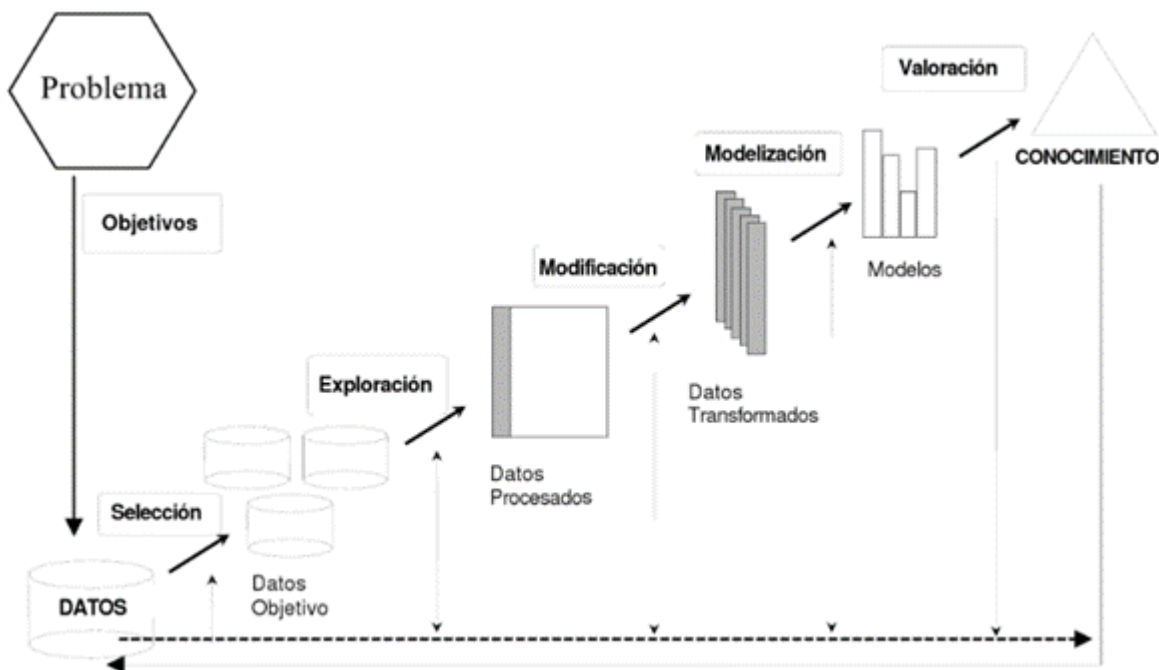 Problema
Objetivos
Valoración
CONOCIMIENTO
Modelización
Modelos
Modificación
Datos
Transformados
Exploración
Datos
Procesados
Selección
Datos
Objetivo
DATOS